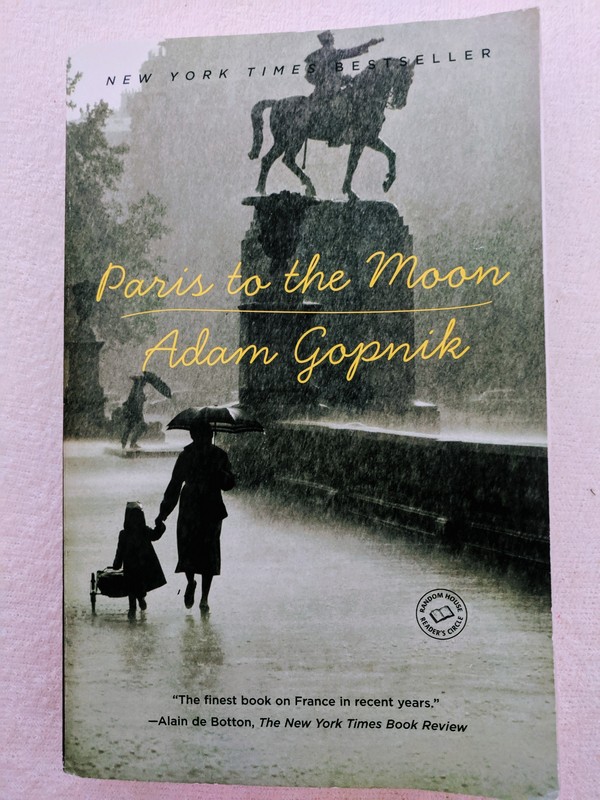 NEW YORK TIMES BESTSELLER
Paris to the Moon
Adam Gopnik
RANDOM HOUSE
READER'S CIRCLE
“The finest book on France in recent years.”
—Alain de Botton, The New York Times Book Review